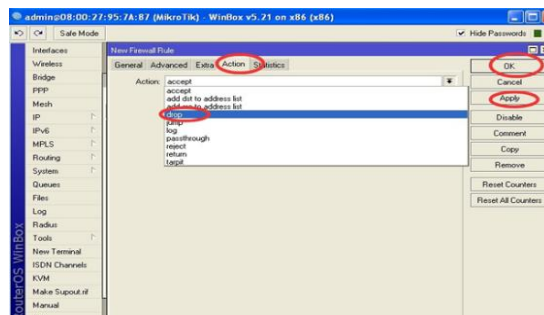 admin@08:00:27:95:7A:87 (MikroTik) - WinBox v5.21 on x86 (x86)
Safe Mode
Hide Passwords
Interfaces
Wireless
Bridge
PPP
Mesh
IP
IPv6
MPLS
Routing
System
Queues
Files
Log
Radius
Tools
New Terminal
ISDN Channels
KVM
Make Supout.rif
Manual
RouterOS WinBox
New Firewall Rule
General Advanced Extra Action Statistics
Action: accept
accept
add dst to address list
add src to address list
drop
jump
log
passthrough
reject
return
tarpit
OK
Cancel
Apply
Disable
Comment
Copy
Remove
Reset Counters
Reset All Counters